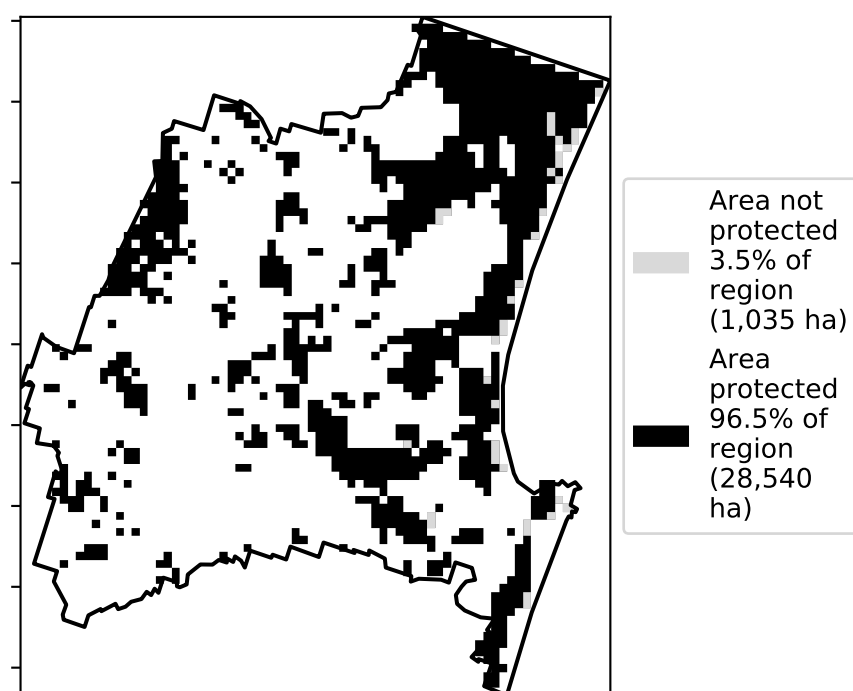 Area not
protected
3.5% of
region
(1,035 ha)
Area
protected
96.5% of
region
(28,540
ha)